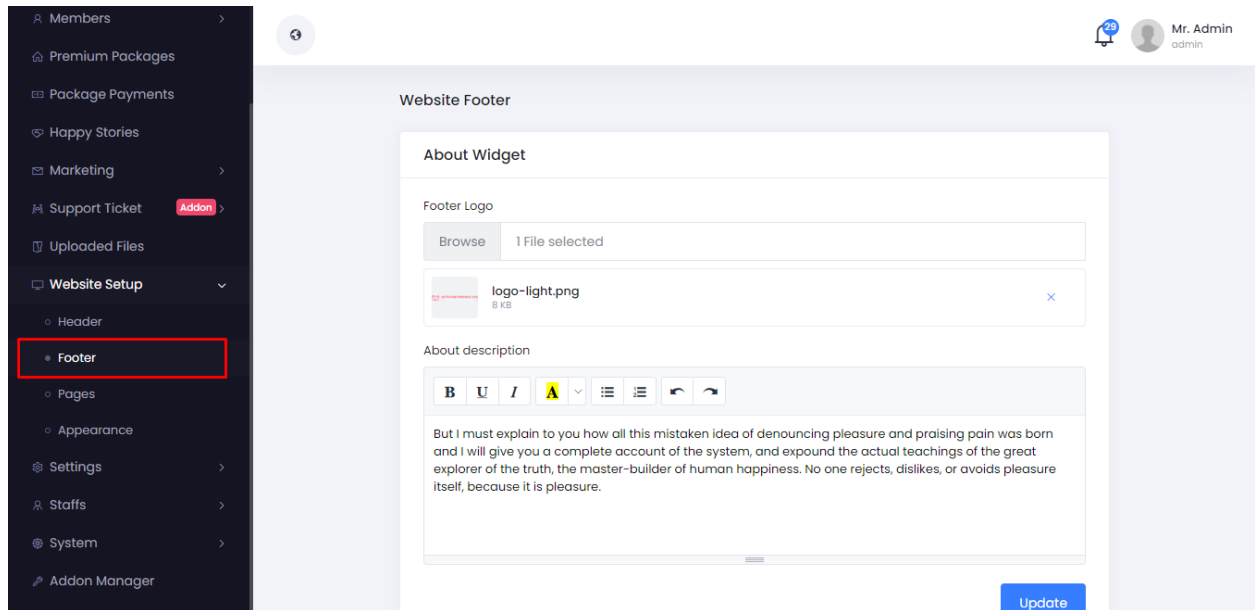 Members
Premium Packages
Package Payments
Happy Stories
Marketing
Support Ticket Addon
Uploaded Files
Website Setup
Header
Footer
Pages
Appearance
Settings
Staffs
System
Addon Manager
29
Mr. Admin
admin
Website Footer
About Widget
Footer Logo
Browse 1 File selected
logo-light.png
8 KB
About description
B U I A
But I must explain to you how all this mistaken idea of denouncing pleasure and praising pain was born
and I will give you a complete account of the system, and expound the actual teachings of the great
explorer of the truth, the master-builder of human happiness. No one rejects, dislikes, or avoids pleasure
itself, because it is pleasure.
Update